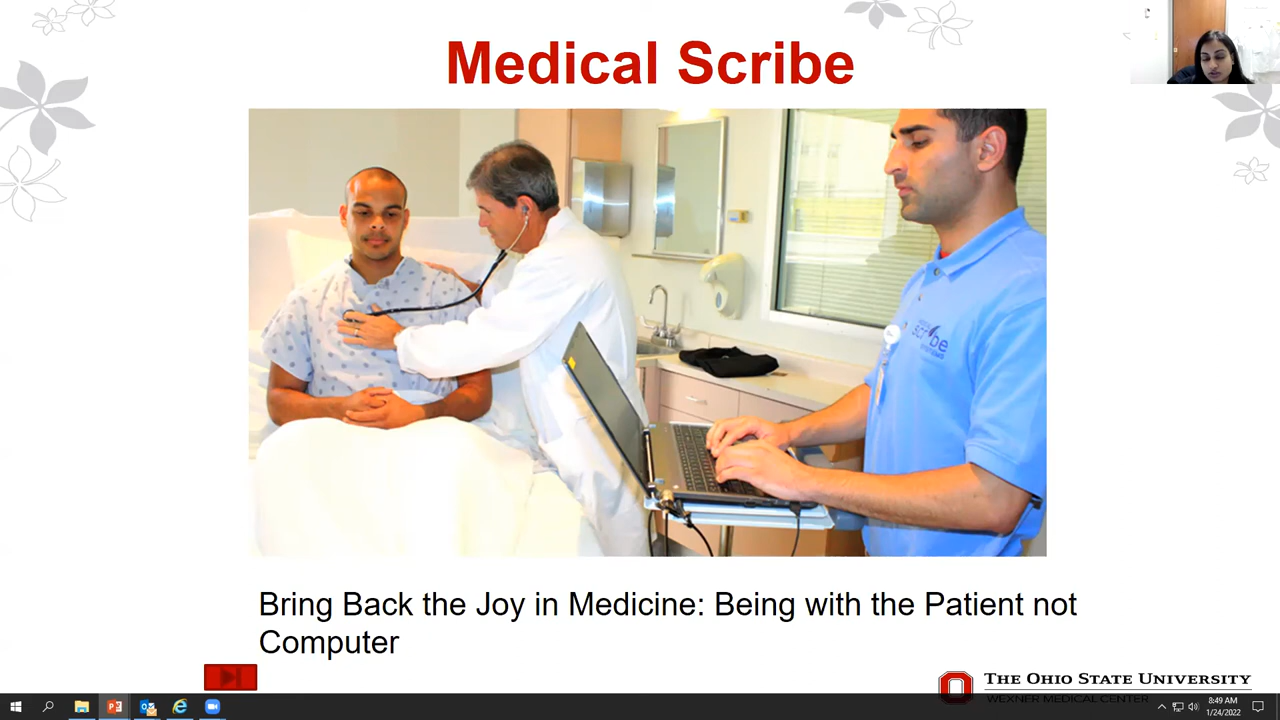 Medical Scribe
scribe
Bring Back the Joy in Medicine: Being with the Patient not
Computer
THE OHIO STATE UNIVERSITY
WEXNER MEDICAL CENTER
8:49 AM
1/24/2022